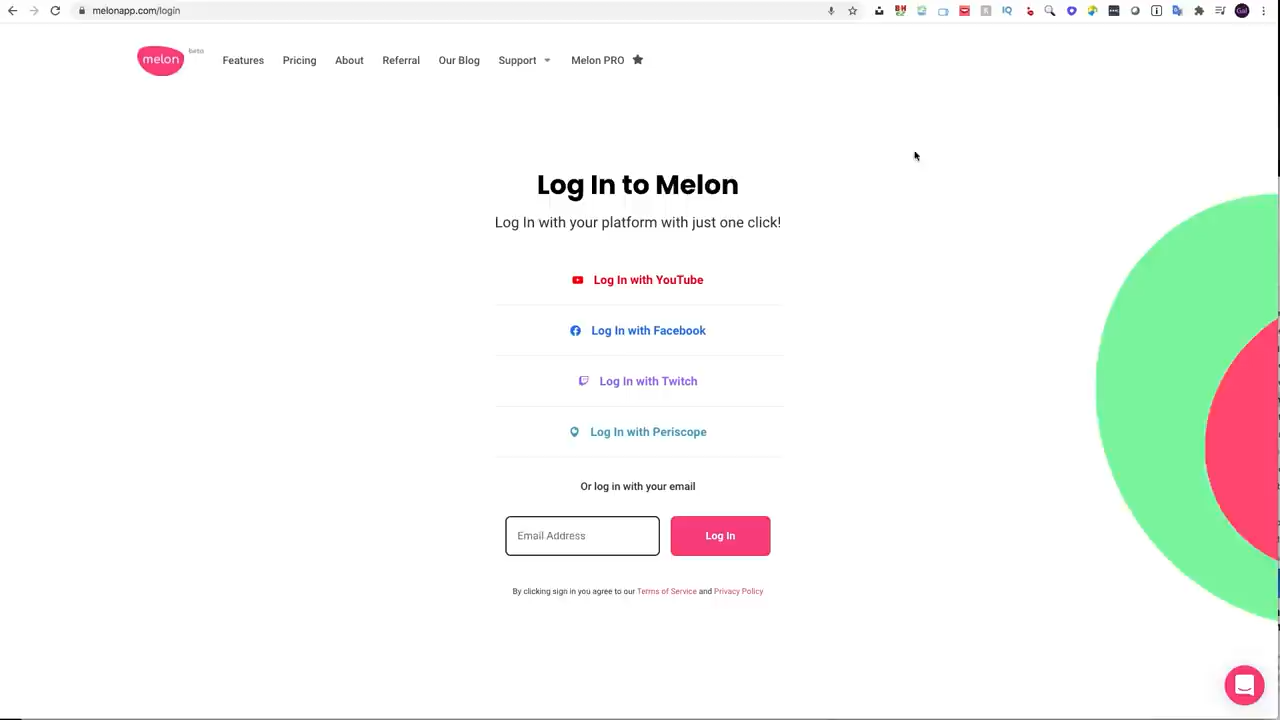 melonapp.com/login
melon beta
Features Pricing About Referral Our Blog Support Melon PRO
Log In to Melon
Log In with your platform with just one click!
Log In with YouTube
Log In with Facebook
Log In with Twitch
Log In with Periscope
Or log in with your email
Email Address Log In
By clicking sign in you agree to our Terms of Service and Privacy Policy